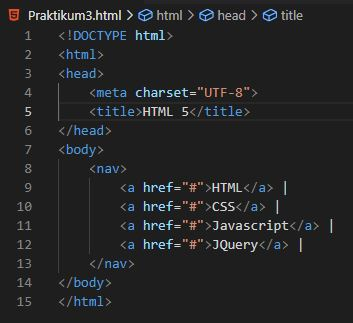 Praktikum3.html > html > head > title
1 <!DOCTYPE html>
2 <html>
3 <head>
4     <meta charset="UTF-8">
5     <title>HTML 5</title>
6 </head>
7 <body>
8     <nav>
9         <a href="#">HTML</a> |
10         <a href="#">CSS</a> |
11         <a href="#">Javascript</a> |
12         <a href="#">JQuery</a> |
13     </nav>
14 </body>
15 </html>